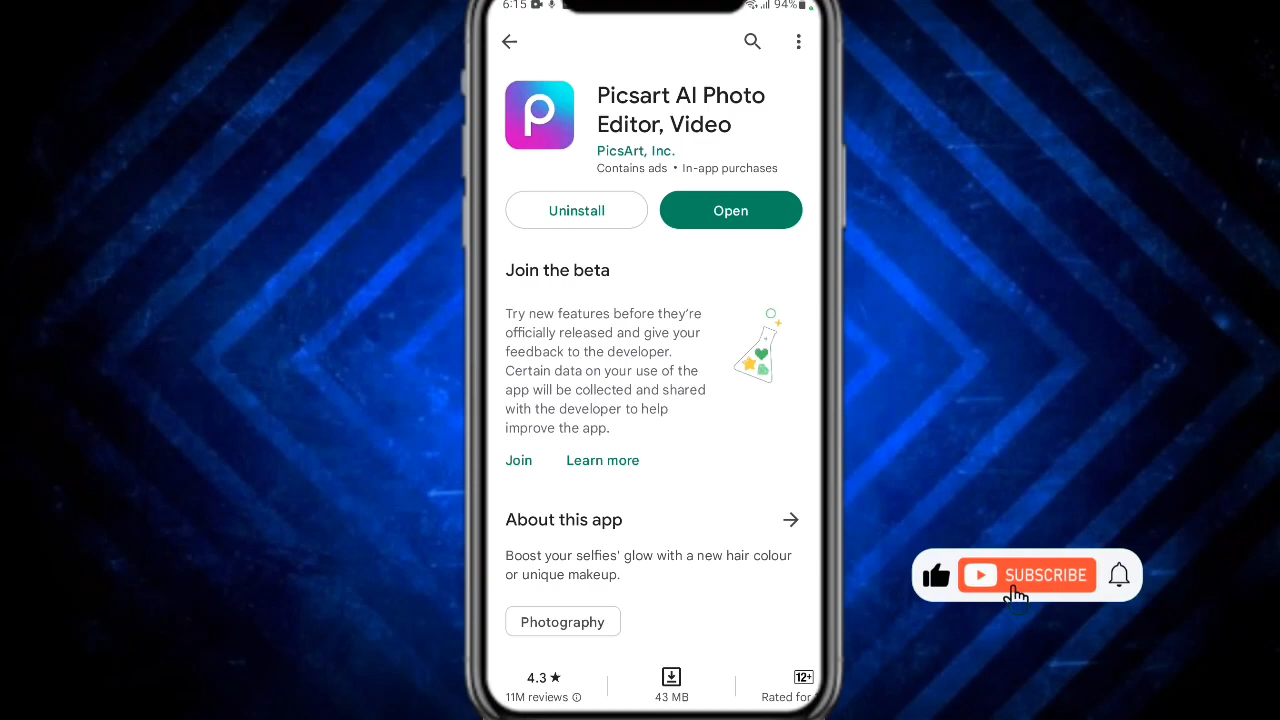 6:15 94%
Picsart AI Photo
Editor, Video
PicsArt, Inc.
Contains ads • In-app purchases
Uninstall Open
Join the beta
Try new features before they're
officially released and give your
feedback to the developer.
Certain data on your use of the
app will be collected and shared
with the developer to help
improve the app.
Join Learn more
About this app
Boost your selfies' glow with a new hair colour
or unique makeup.
SUBSCRIBE
Photography
4.3★ 12+
11M reviews 43 MB Rated for